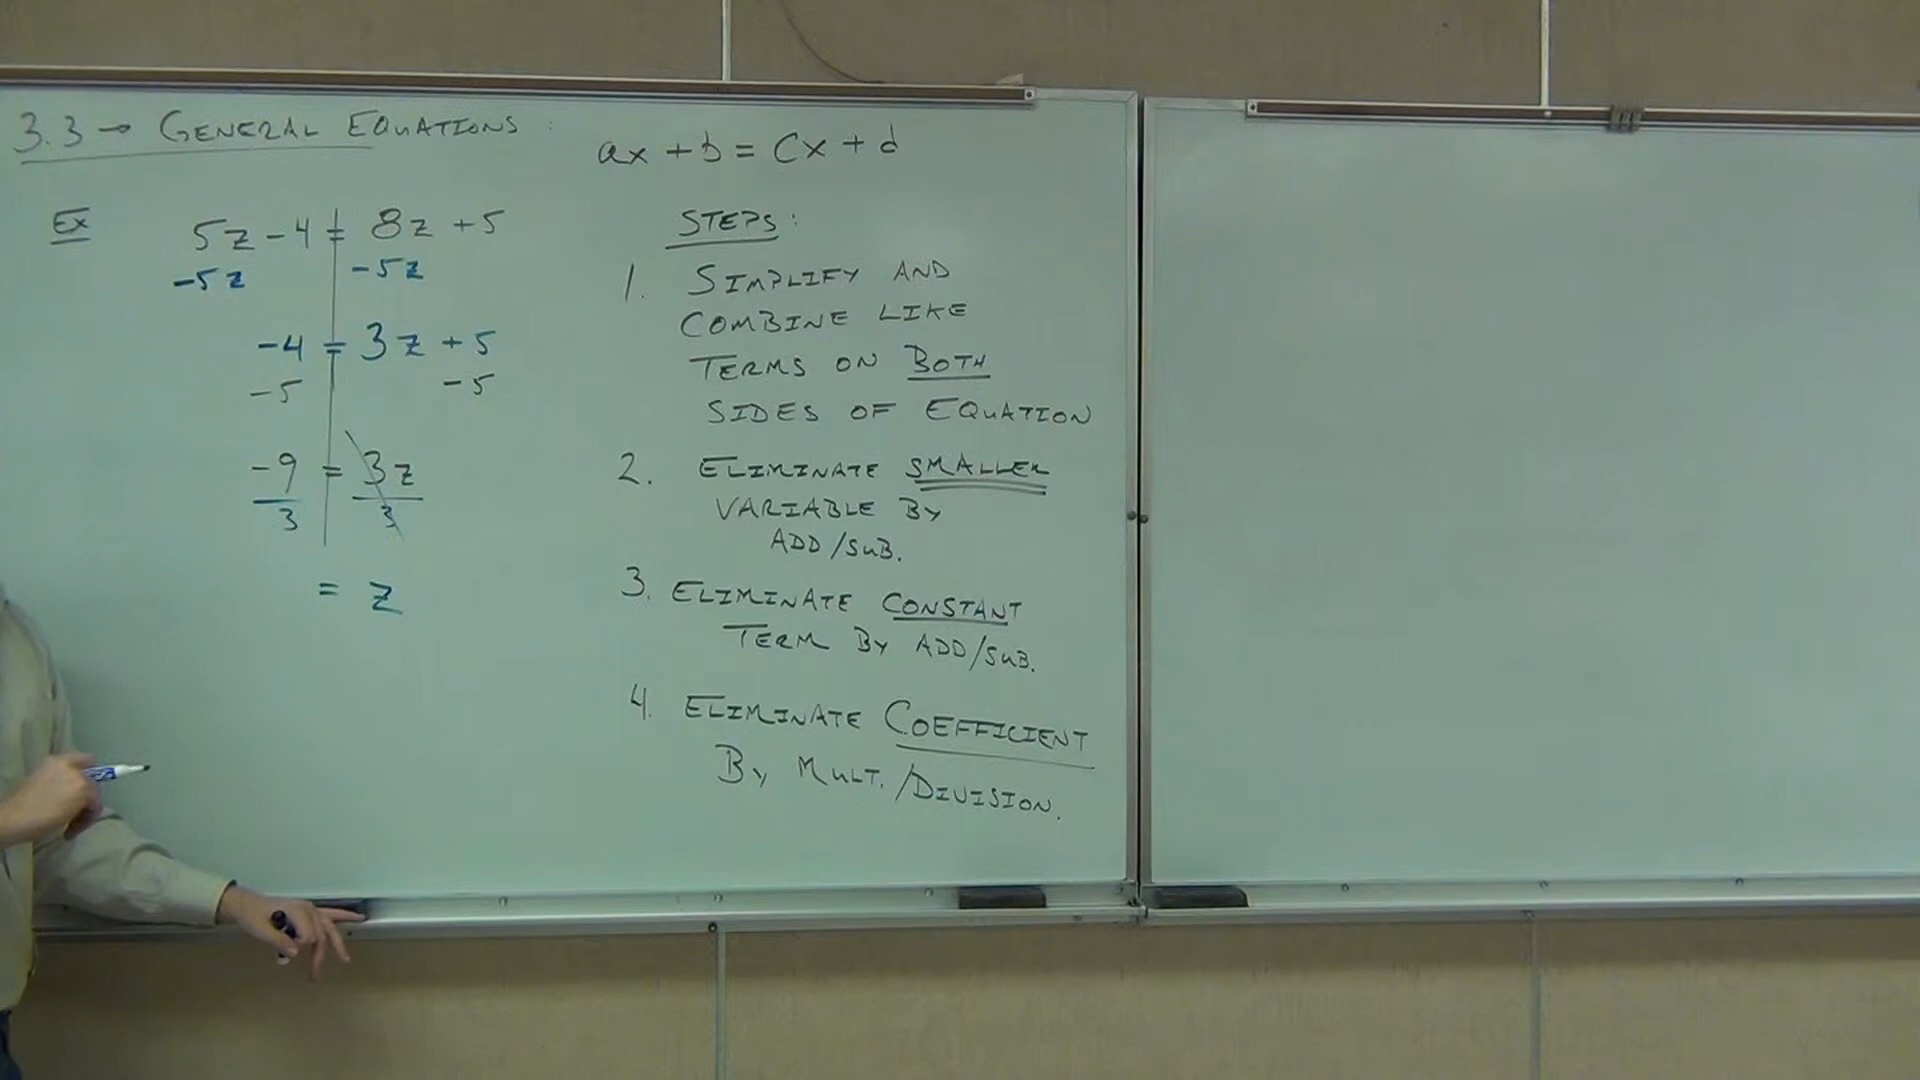 3.3 → GENERAL EQUATIONS :
ax + b = Cx + d
Ex
5z - 4 = 8z + 5
-5z -5z
-4 = 3z + 5
-5 -5
-9 = 3z
3 3
= z
STEPS :
1. SIMPLIFY AND
COMBINE LIKE
TERMS ON BOTH
SIDES OF EQUATION
2. ELIMINATE SMALLER
VARIABLE BY
ADD/SUB.
3. ELIMINATE CONSTANT
TERM BY ADD/SUB.
4. ELIMINATE COEFFICIENT
By MULT./DIVISION.